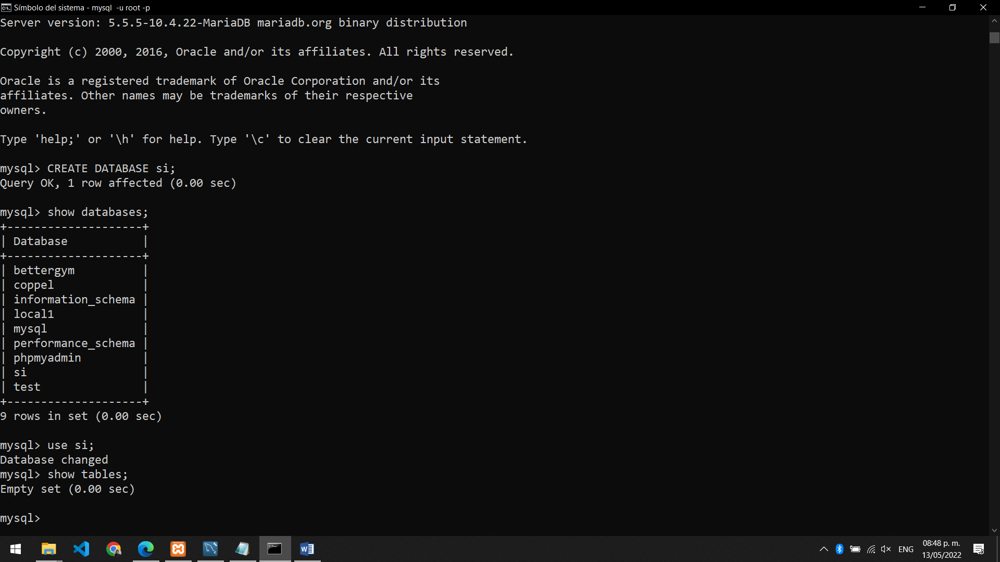 Símbolo del sistema - mysql  -u root -p
Server version: 5.5.5-10.4.22-MariaDB mariadb.org binary distribution
Copyright (c) 2000, 2016, Oracle and/or its affiliates. All rights reserved.
Oracle is a registered trademark of Oracle Corporation and/or its
affiliates. Other names may be trademarks of their respective
owners.
Type 'help;' or '\h' for help. Type '\c' to clear the current input statement.
mysql> CREATE DATABASE si;
Query OK, 1 row affected (0.00 sec)
mysql> show databases;
+--------------------+
| Database           |
+--------------------+
| bettergym          |
| coppel             |
| information_schema |
| local1             |
| mysql              |
| performance_schema |
| phpmyadmin         |
| si                 |
| test               |
+--------------------+
9 rows in set (0.00 sec)
mysql> use si;
Database changed
mysql> show tables;
Empty set (0.00 sec)
mysql>
ENG
08:48 p. m.
13/05/2022